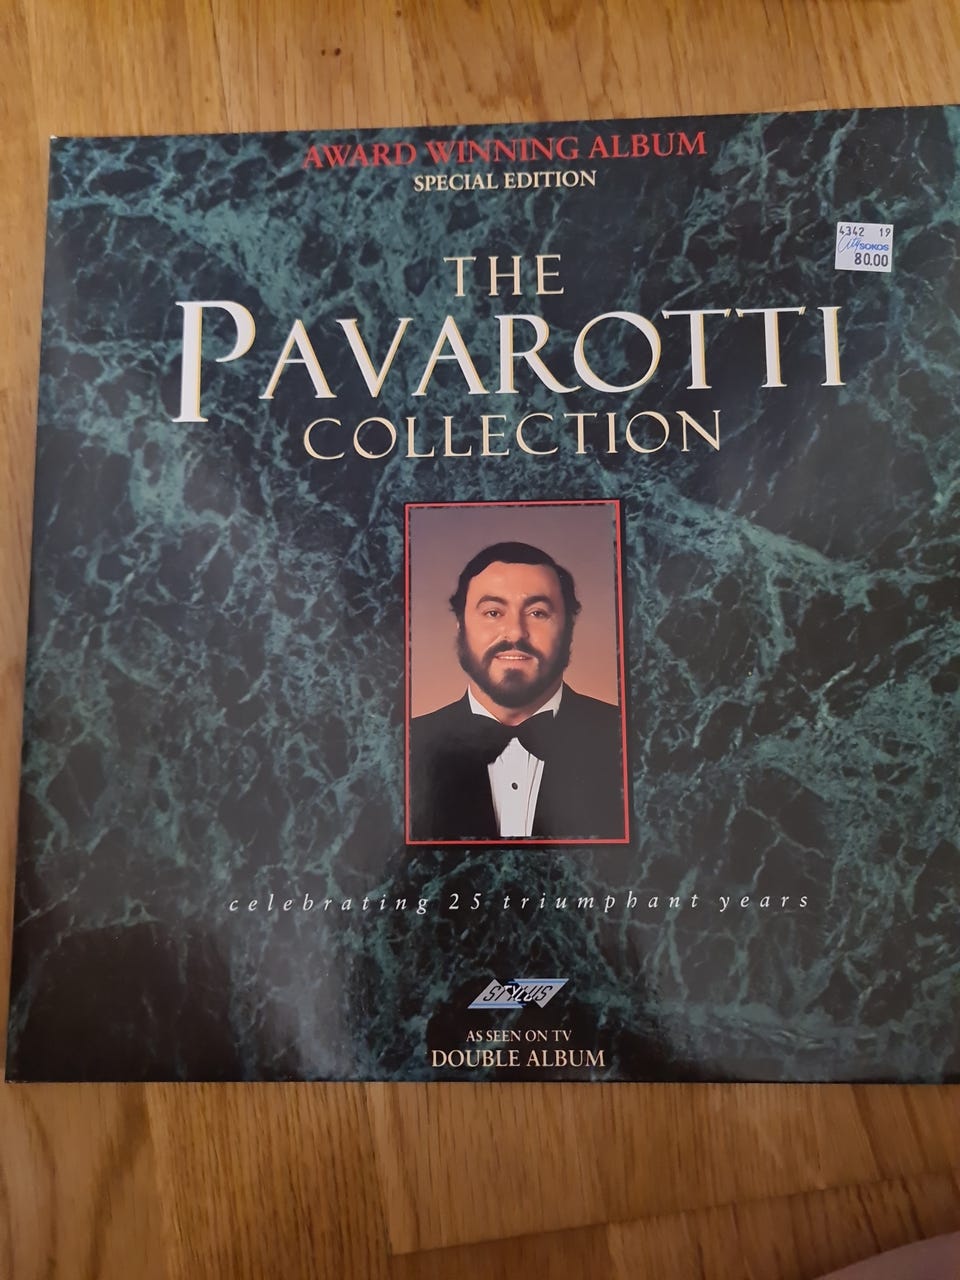 AWARD WINNING ALBUM
SPECIAL EDITION
4342 19
City SOKOS
80.00
THE
PAVAROTTI
COLLECTION
celebrating 25 triumphant years
STYLUS
AS SEEN ON TV
DOUBLE ALBUM